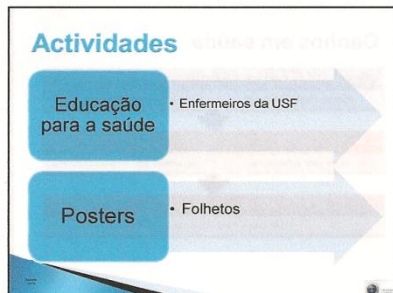 Actividades
Educação
para a saúde
• Enfermeiros da USF
Posters
• Folhetos